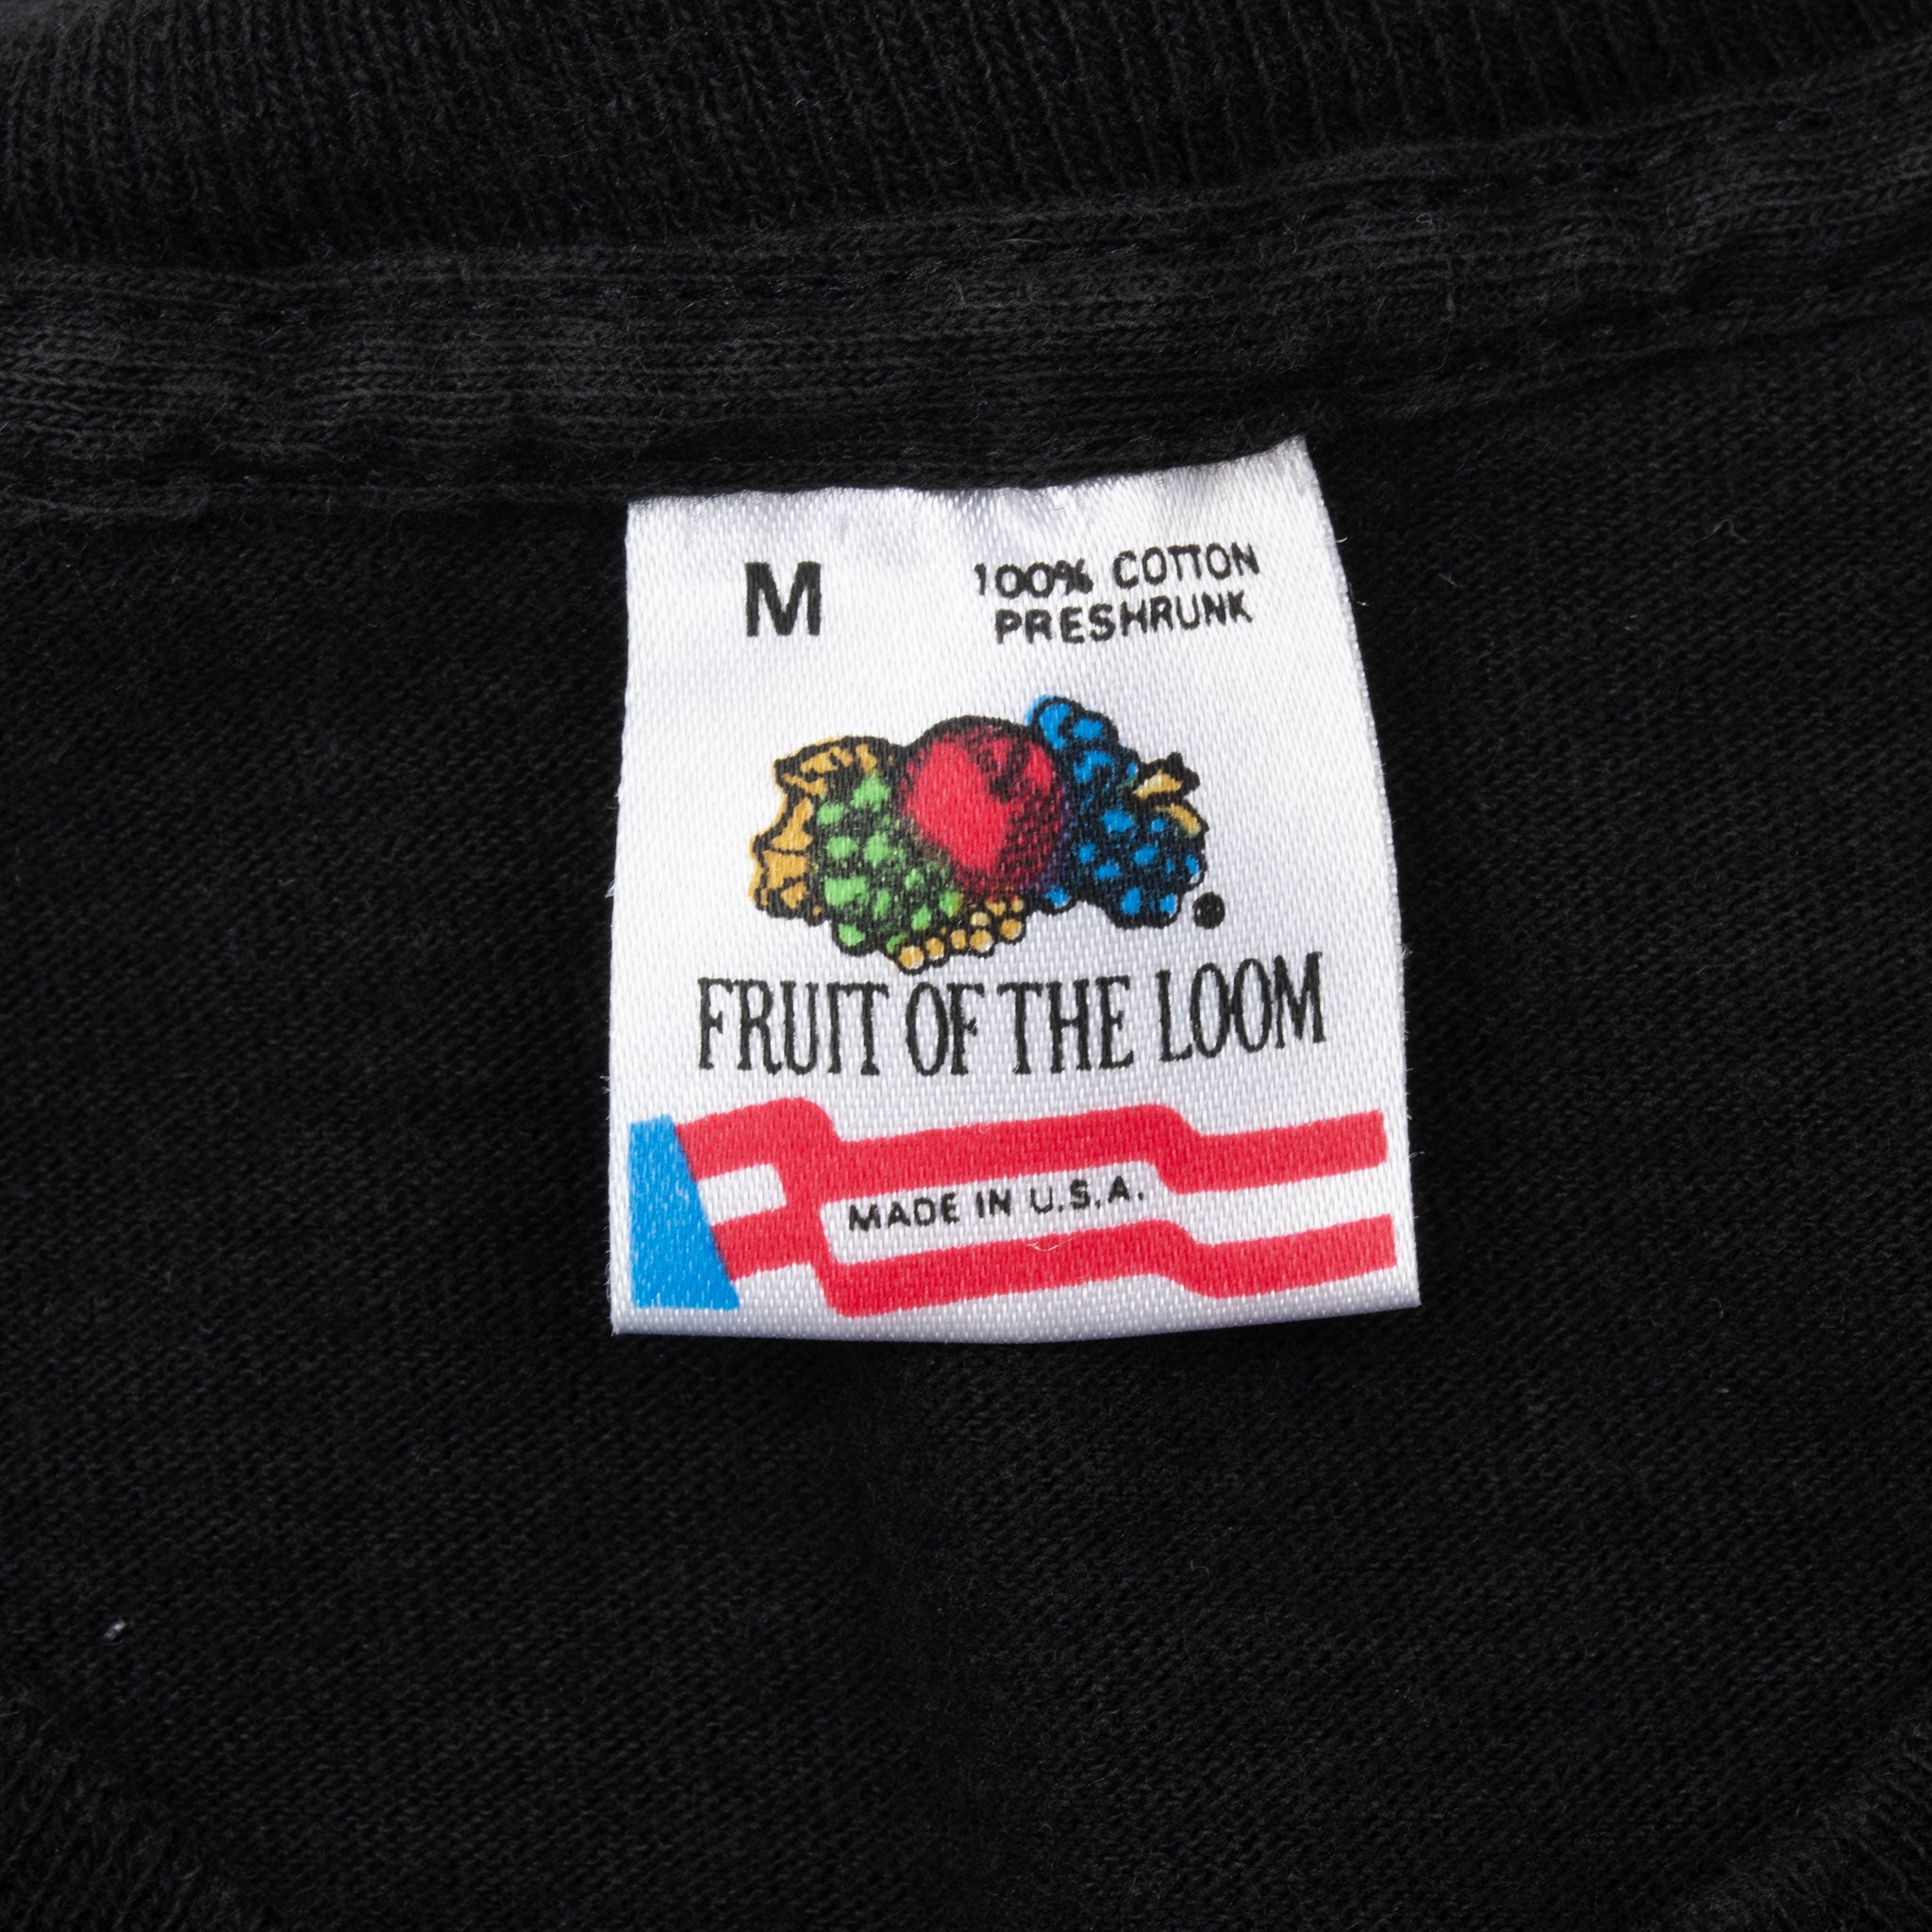 M
100% COTTON
PRESHRUNK
FRUIT OF THE LOOM
MADE IN U.S.A.